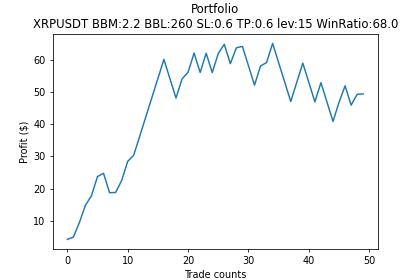 Portfolio
XRPUSDT BBM:2.2 BBL:260 SL:0.6 TP:0.6 lev:15 WinRatio:68.0
Profit ($)
60
50
40
30
20
10
0 10 20 30 40 50
Trade counts